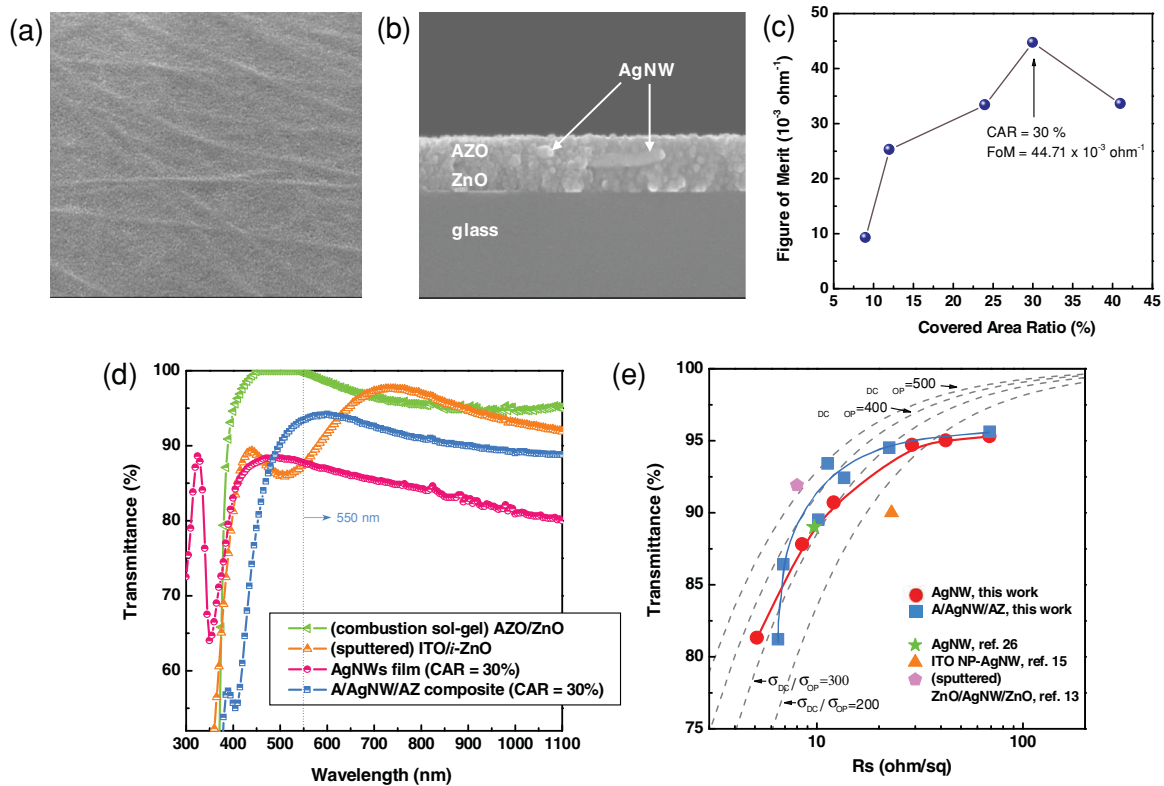 (a)
(b)
AgNW
AZO
ZnO
glass
(c)
Figure of Merit (10⁻³ ohm⁻¹)
50
45
40
35
30
25
20
15
10
5
0
CAR = 30 %
FoM = 44.71 x 10⁻³ ohm⁻¹
5 10 15 20 25 30 35 40 45
Covered Area Ratio (%)
(d)
Transmittance (%)
100
90
80
70
60
550 nm
(combustion sol-gel) AZO/ZnO
(sputtered) ITO/i-ZnO
AgNWs film (CAR = 30%)
A/AgNW/AZ composite (CAR = 30%)
300 400 500 600 700 800 900 1000 1100
Wavelength (nm)
(e)
Transmittance (%)
100
95
90
85
80
75
DC OP=500
DC OP=400
AgNW, this work
A/AgNW/AZ, this work
AgNW, ref. 26
ITO NP-AgNW, ref. 15
(sputtered)
ZnO/AgNW/ZnO, ref. 13
σDC/σOP=300
σDC/σOP=200
10 100
Rs (ohm/sq)